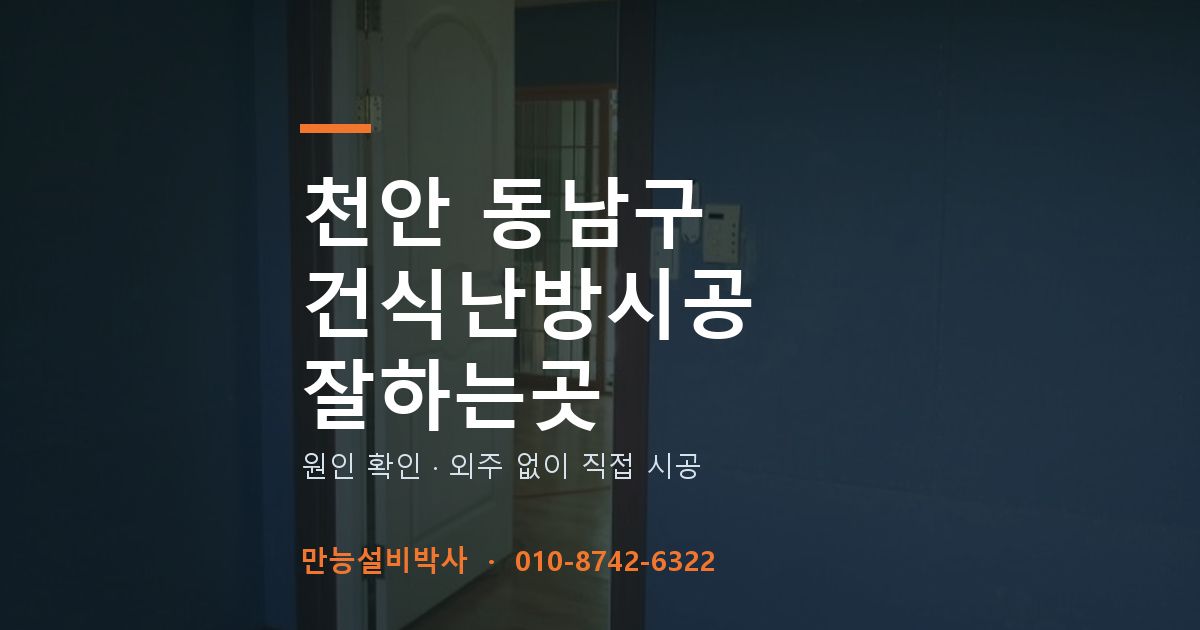 천안 동남구
건식난방시공
잘하는곳
원인 확인 · 외주 없이 직접 시공
만능설비박사 · 010-8742-6322